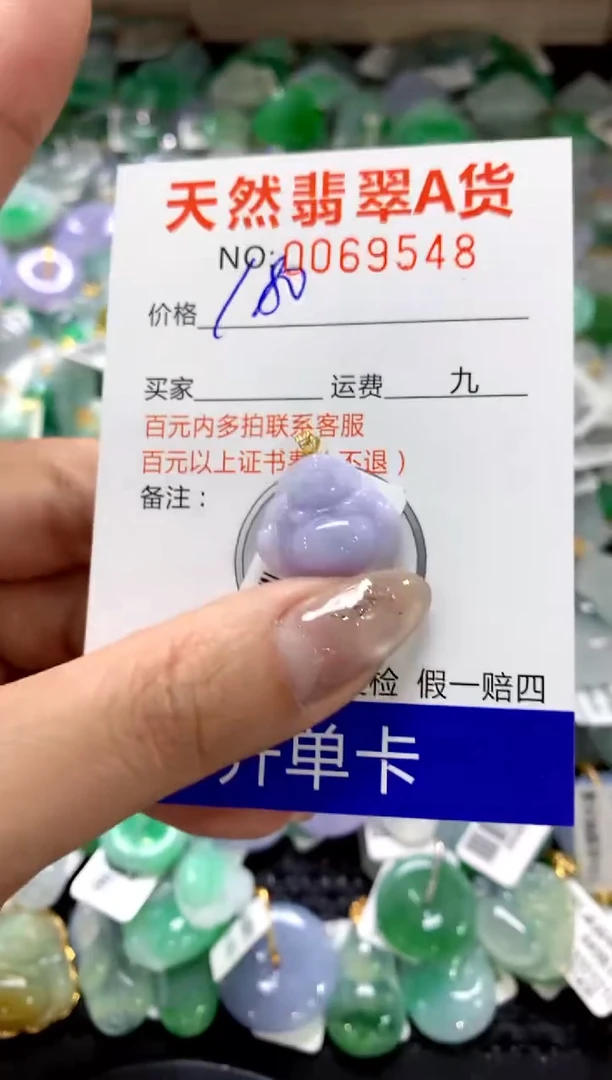 天然翡翠A货
NO:0069548
价格 180
买家 运费 九
百元内多拍联系客服
百元以上证书 不退）
备注：
检 假一赔四
开单卡